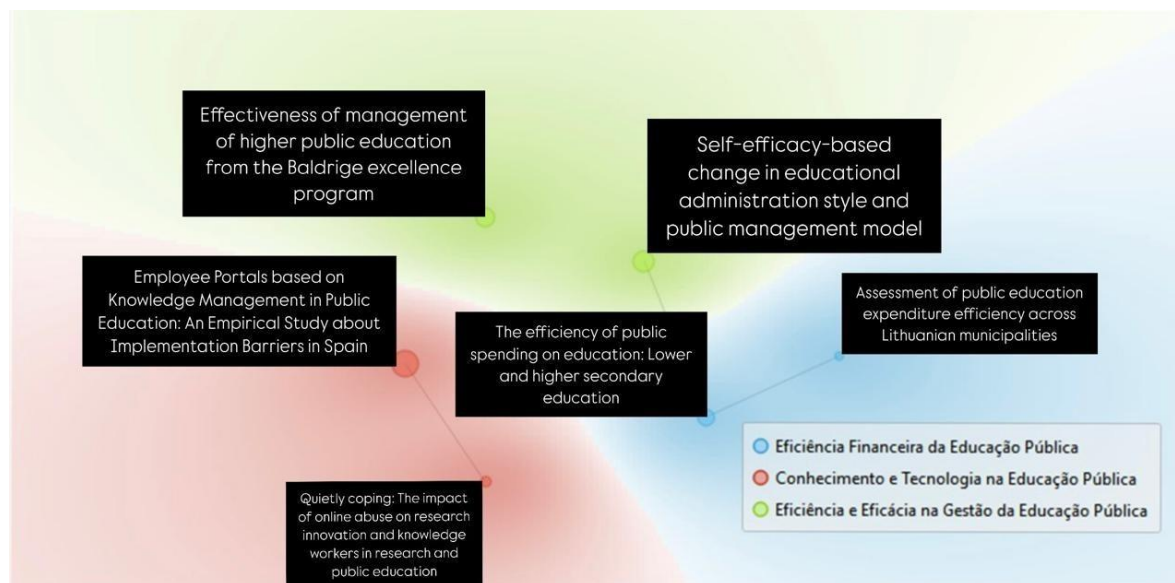 Effectiveness of management
of higher public education
from the Baldrige excellence
program
Self-efficacy-based
change in educational
administration style and
public management model
Employee Portals based on
Knowledge Management in Public
Education: An Empirical Study about
Implementation Barriers in Spain
The efficiency of public
spending on education: Lower
and higher secondary
education
Assessment of public education
expenditure efficiency across
Lithuanian municipalities
Quietly coping: The impact
of online abuse on research
innovation and knowledge
workers in research and
public education
Eficiência Financeira da Educação Pública
Conhecimento e Tecnologia na Educação Pública
Eficiência e Eficácia na Gestão da Educação Pública